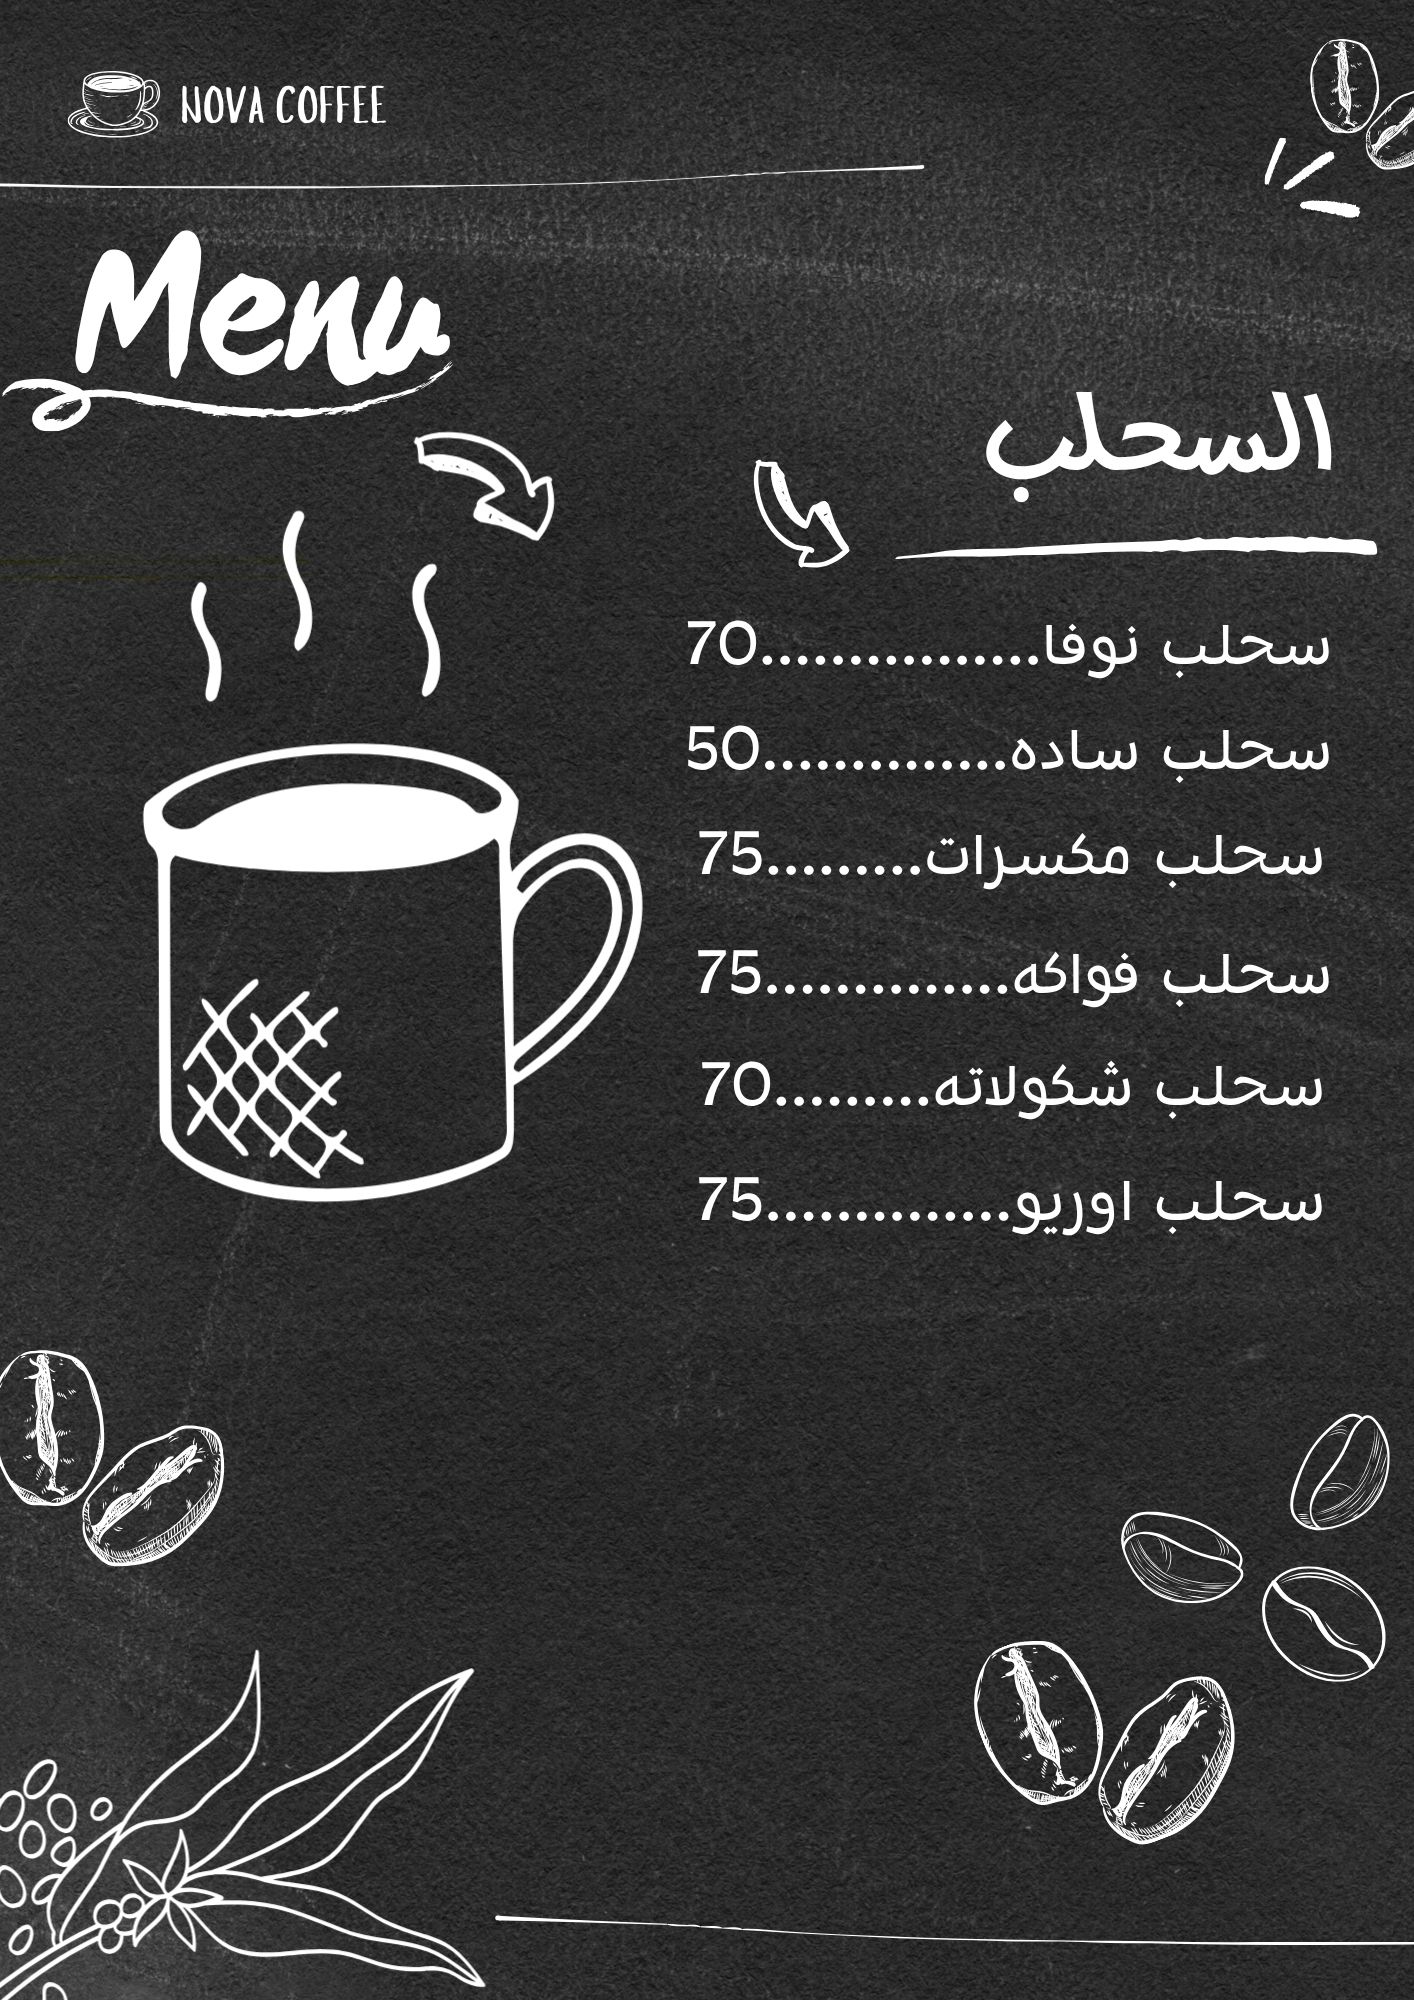 NOVA COFFEE
Menu
السحلب
سحلب نوفا................70
سحلب ساده..............50
سحلب مكسرات.........75
سحلب فواكه..............75
سحلب شكولاته.........70
سحلب اوريو..............75